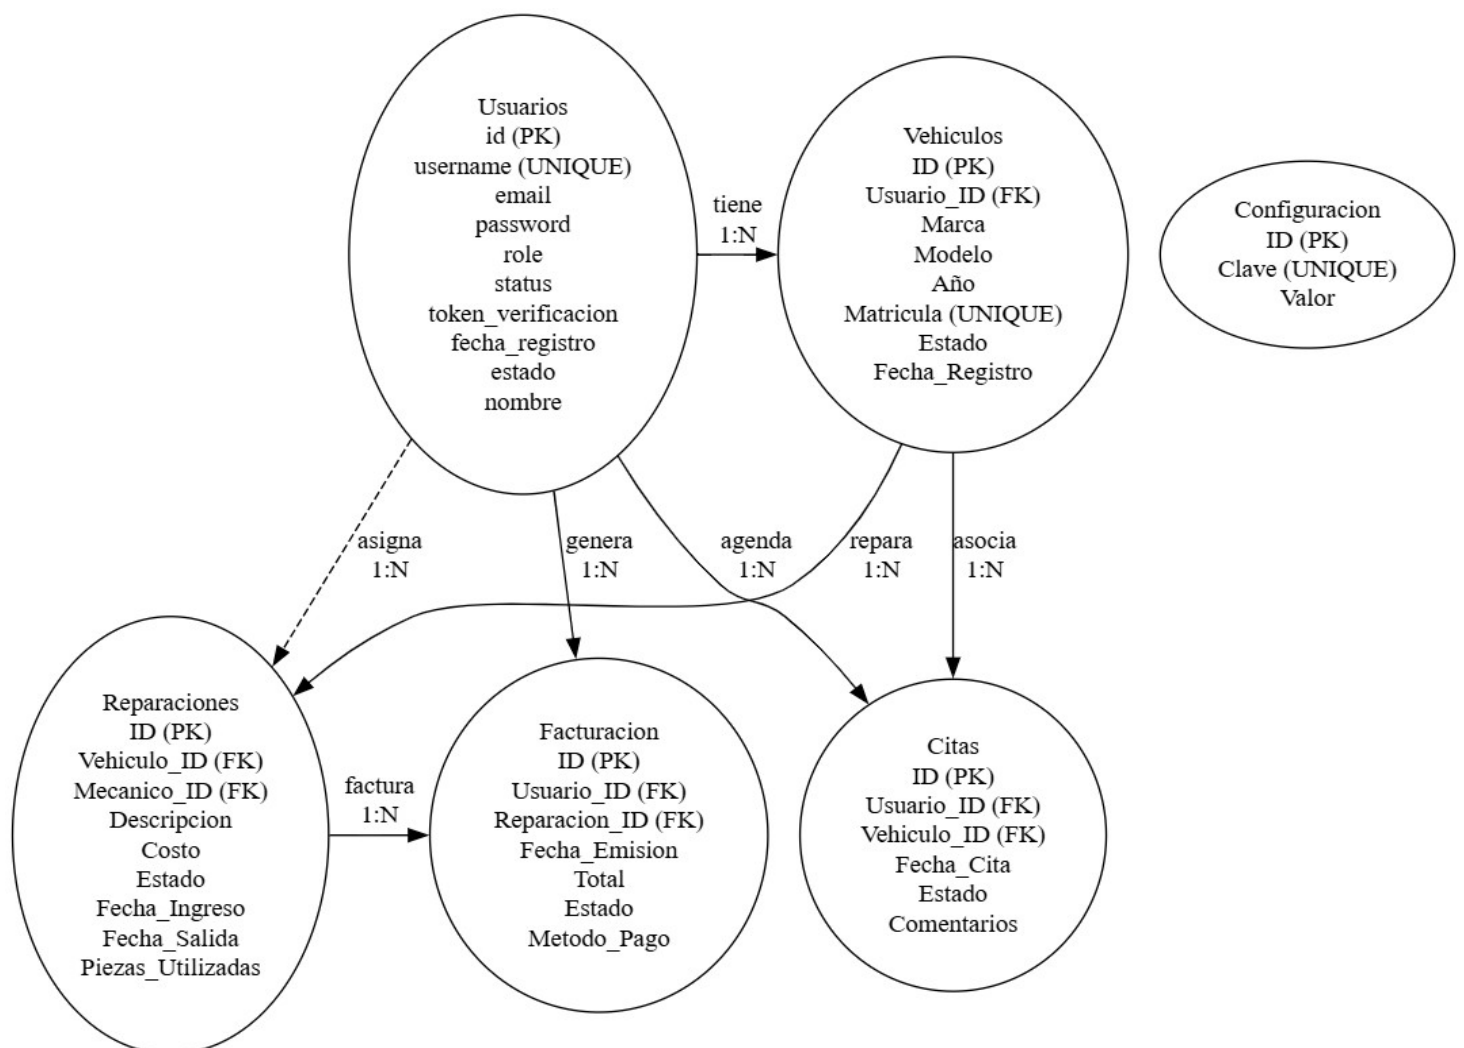 Usuarios
id (PK)
username (UNIQUE)
email
password
role
status
token_verificacion
fecha_registro
estado
nombre
tiene
1:N
Vehiculos
ID (PK)
Usuario_ID (FK)
Marca
Modelo
Año
Matricula (UNIQUE)
Estado
Fecha_Registro
Configuracion
ID (PK)
Clave (UNIQUE)
Valor
asigna
1:N
genera
1:N
agenda
1:N
repara
1:N
asocia
1:N
Reparaciones
ID (PK)
Vehiculo_ID (FK)
Mecanico_ID (FK)
Descripcion
Costo
Estado
Fecha_Ingreso
Fecha_Salida
Piezas_Utilizadas
factura
1:N
Facturacion
ID (PK)
Usuario_ID (FK)
Reparacion_ID (FK)
Fecha_Emision
Total
Estado
Metodo_Pago
Citas
ID (PK)
Usuario_ID (FK)
Vehiculo_ID (FK)
Fecha_Cita
Estado
Comentarios